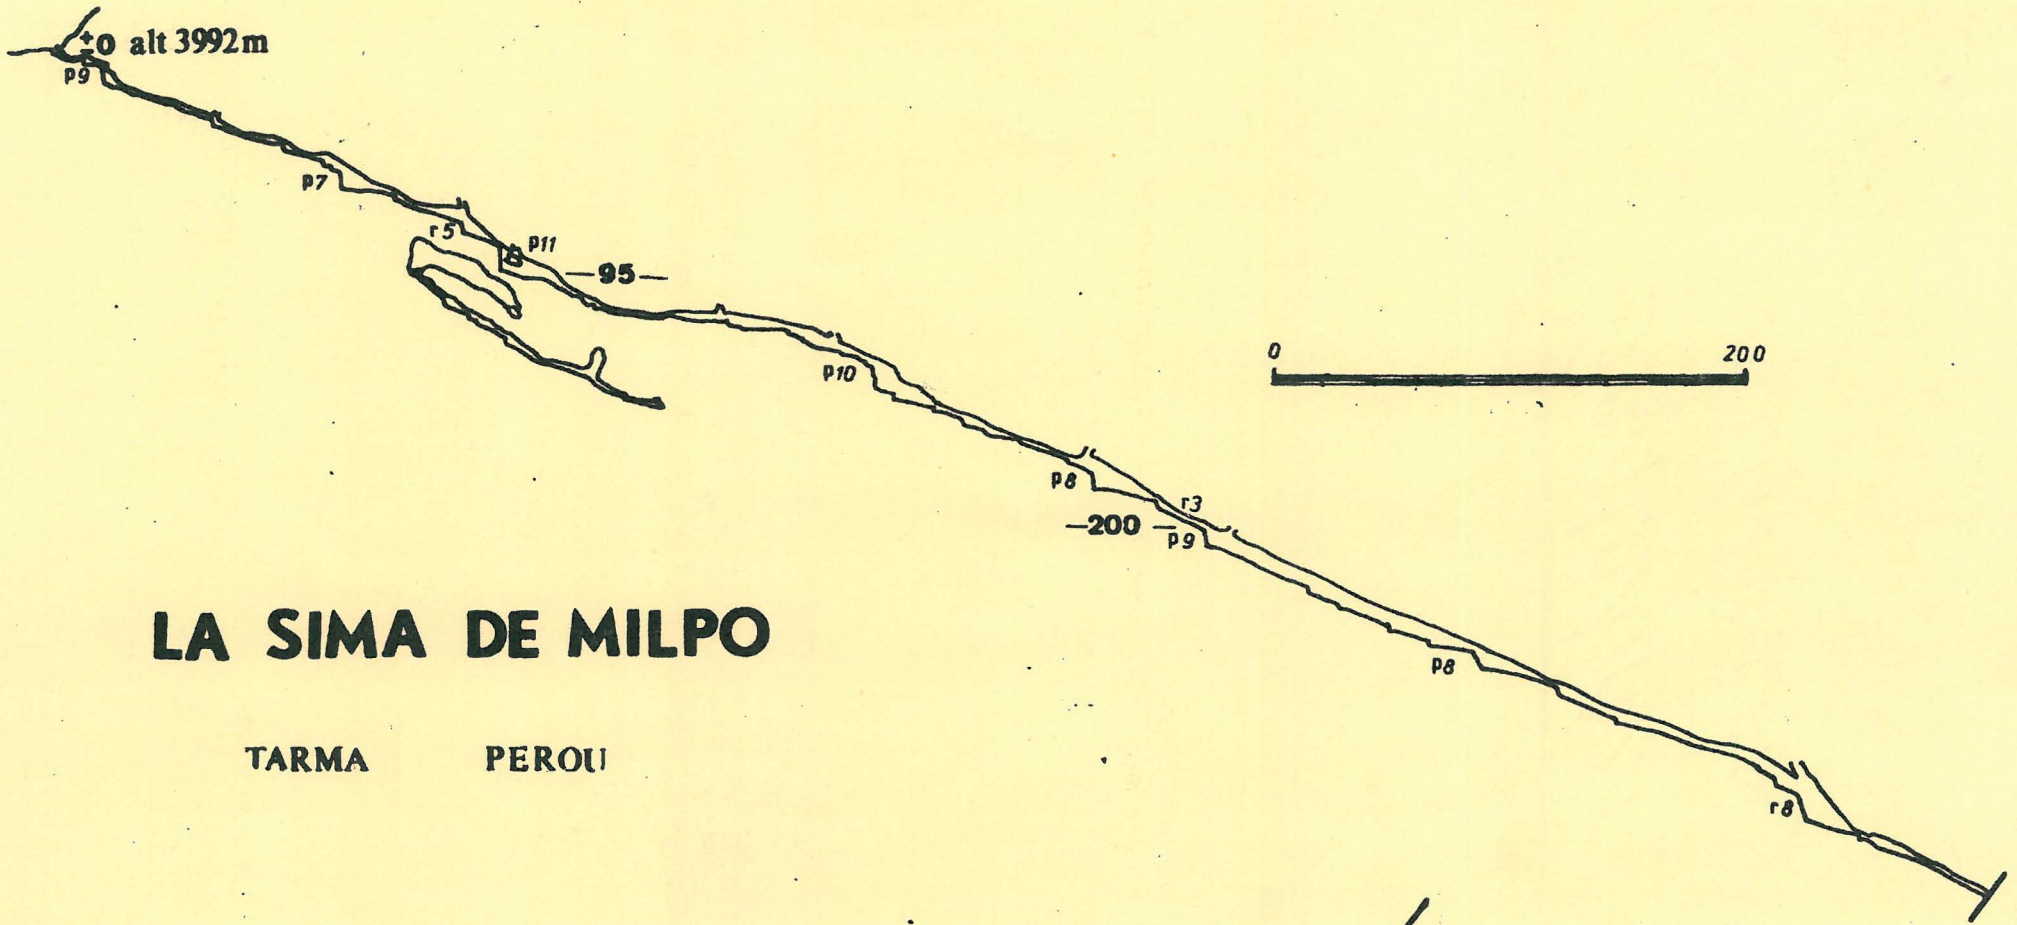 ±0 alt 3992m
p9
p7
r5
p11
—95—
p10
0 200
p8
r3
—200—
p9
LA SIMA DE MILPO
p8
TARMA PEROU
r8